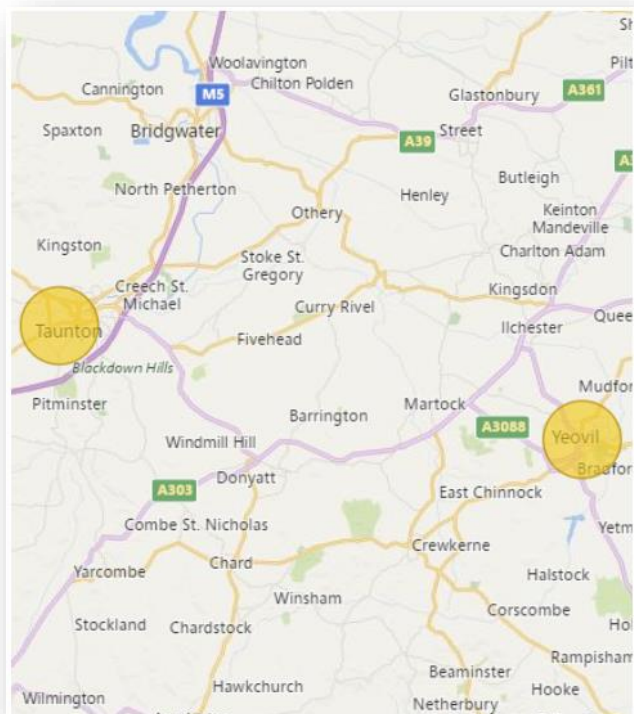 Sh
Woolavington
Pilt
Cannington
Chilton Polden
M5
Glastonbury
A361
Spaxton
Bridgwater
A39
Street
A3
North Petherton
Henley
Butleigh
Othery
Keinton
Mandeville
Kingston
Stoke St.
Gregory
Charlton Adam
Creech St.
Michael
Curry Rivel
Kingsdon
Taunton
Fivehead
Ilchester
Quee
Blackdown Hills
Pitminster
Barrington
Martock
Mudfor
A3088
Yeovil
Windmill Hill
Donyatt
Bradfor
A303
East Chinnock
Combe St. Nicholas
Yetm
Crewkerne
Yarcombe
Chard
Halstock
Winsham
Stockland
Chardstock
Corscombe
Hol
Rampisham
Beaminster
Hawkchurch
Hooke
Wilmington
Netherbury